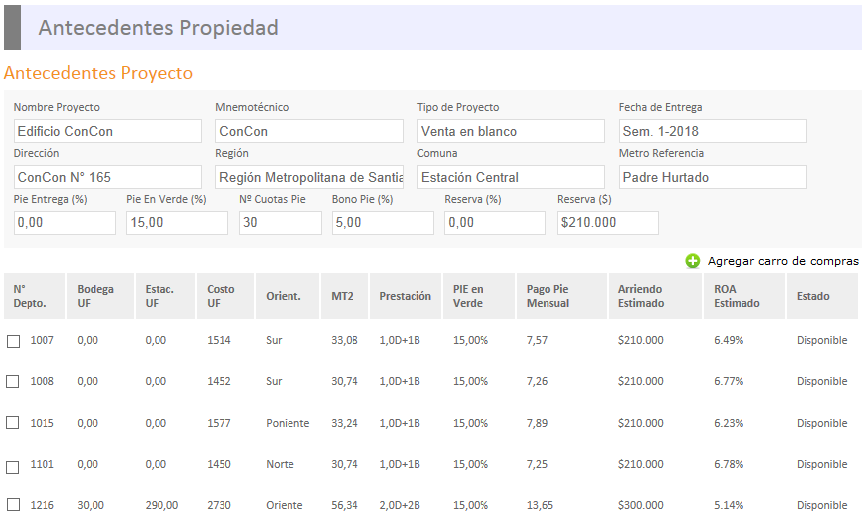 Antecedentes Propiedad
Antecedentes Proyecto
Nombre Proyecto Mnemotécnico Tipo de Proyecto Fecha de Entrega
Edificio ConCon ConCon Venta en blanco Sem. 1-2018
Dirección Región Comuna Metro Referencia
ConCon N° 165 Región Metropolitana de Santia Estación Central Padre Hurtado
Pie Entrega (%) Pie En Verde (%) Nº Cuotas Pie Bono Pie (%) Reserva (%) Reserva ($)
0,00 15,00 30 5,00 0,00 $210.000
Agregar carro de compras
N° Depto. Bodega UF Estac. UF Costo UF Orient. MT2 Prestación PIE en Verde Pago Pie Mensual Arriendo Estimado ROA Estimado Estado
1007 0,00 0,00 1514 Sur 33,08 1,0D+1B 15,00% 7,57 $210.000 6.49% Disponible
1008 0,00 0,00 1452 Sur 30,74 1,0D+1B 15,00% 7,26 $210.000 6.77% Disponible
1015 0,00 0,00 1577 Poniente 33,24 1,0D+1B 15,00% 7,89 $210.000 6.23% Disponible
1101 0,00 0,00 1450 Norte 30,74 1,0D+1B 15,00% 7,25 $210.000 6.78% Disponible
1216 30,00 290,00 2730 Oriente 56,34 2,0D+2B 15,00% 13,65 $300.000 5.14% Disponible